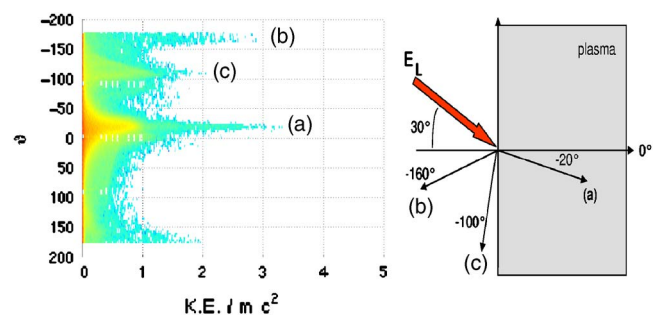 -200
-150
-100
-50
0
50
100
150
200
ϑ
(b)
(c)
(a)
0 1 2 3 4 5
K.E. / m c²
plasma
E_L
30°
0°
-20°
-160°
(a)
(b)
-100°
(c)